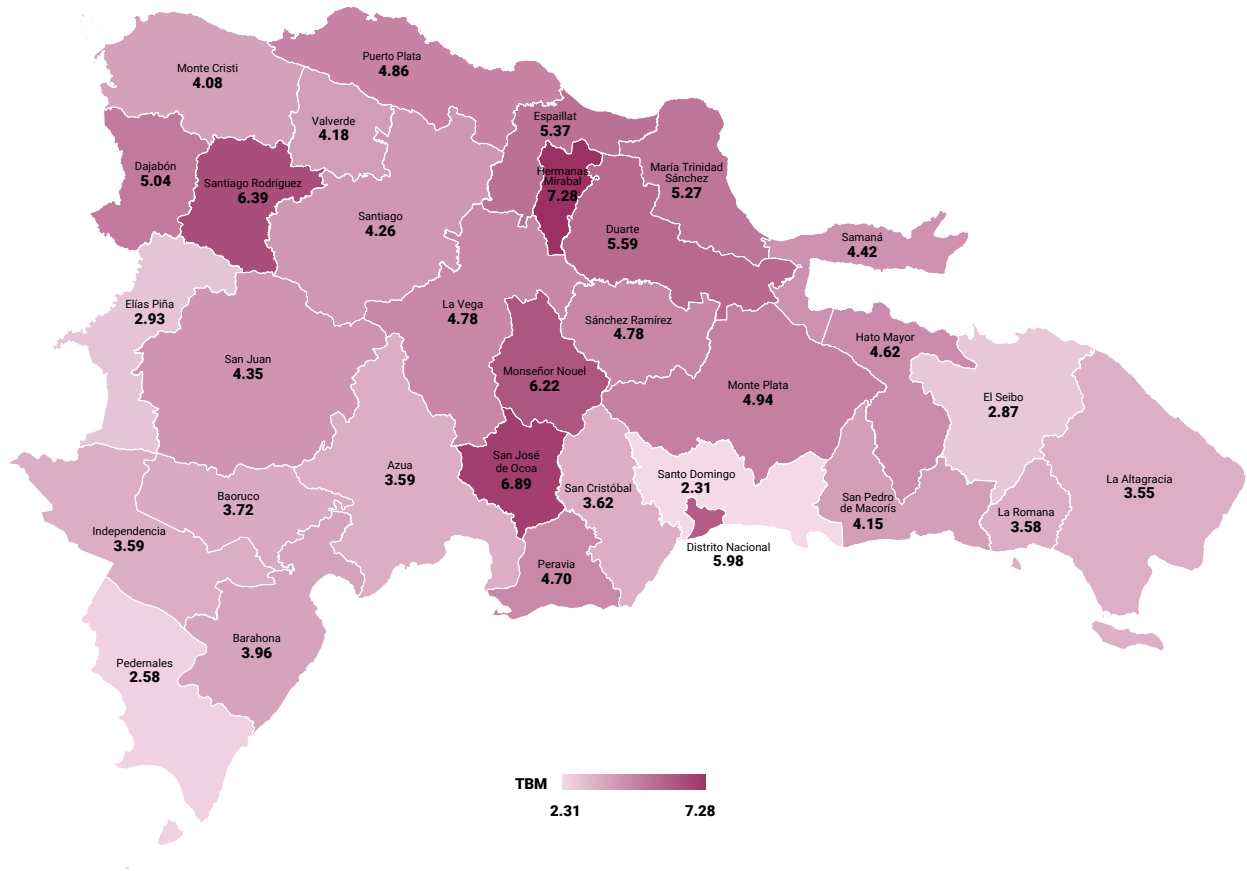 Puerto Plata
4.86
Monte Cristi
4.08
Valverde
4.18
Espaillat
5.37
Dajabón
5.04
Santiago Rodríguez
6.39
Hermanas
Mirabal
7.28
María Trinidad
Sánchez
5.27
Santiago
4.26
Duarte
5.59
Samaná
4.42
Elías Piña
2.93
La Vega
4.78
Sánchez Ramírez
4.78
Hato Mayor
4.62
San Juan
4.35
Monseñor Nouel
6.22
Monte Plata
4.94
El Seibo
2.87
San José
de Ocoa
6.89
Azua
3.59
Santo Domingo
2.31
La Altagracia
3.55
San Cristóbal
3.62
Baoruco
3.72
San Pedro
de Macorís
4.15
La Romana
3.58
Independencia
3.59
Distrito Nacional
5.98
Peravia
4.70
Barahona
3.96
Pedernales
2.58
TBM
2.31
7.28